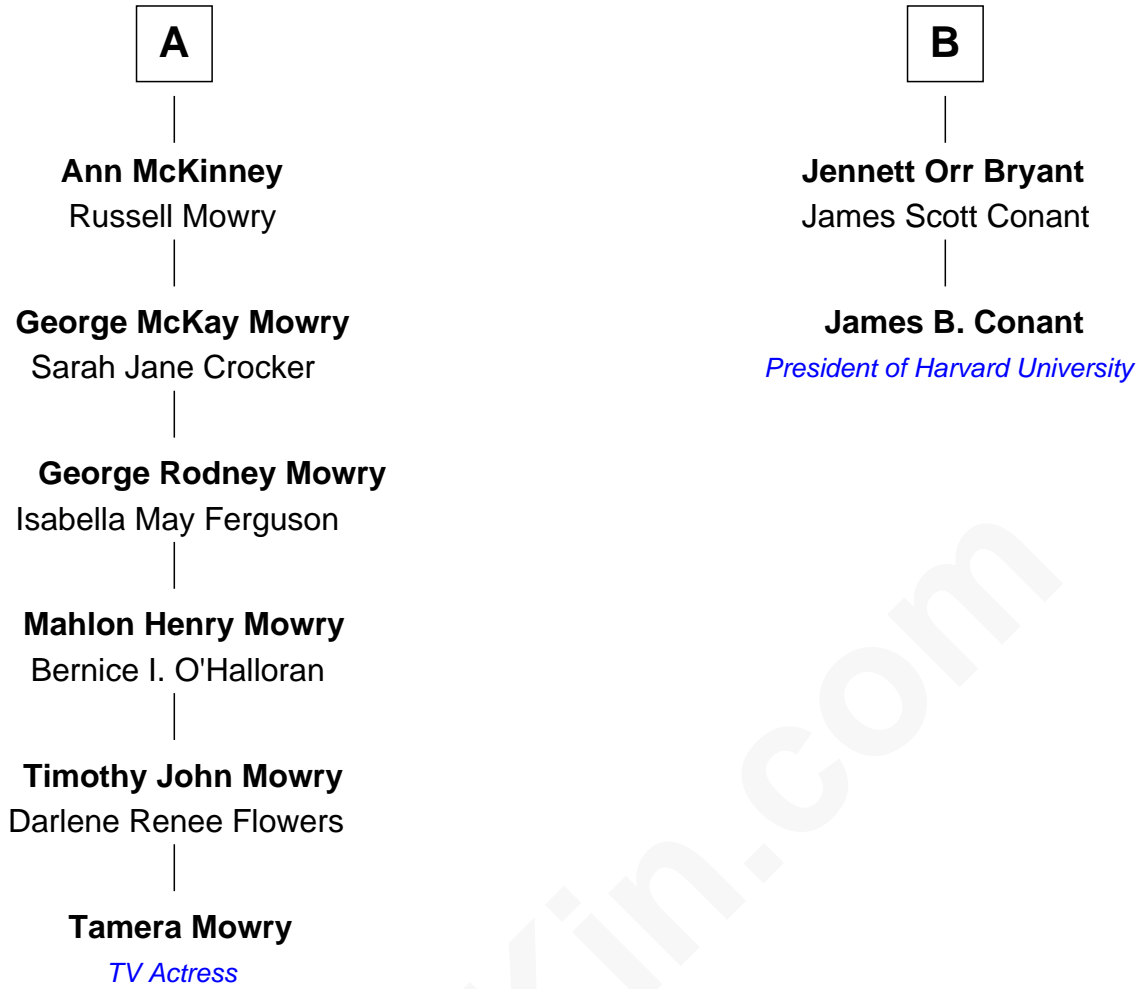 A
Ann McKinney
Russell Mowry
George McKay Mowry
Sarah Jane Crocker
George Rodney Mowry
Isabella May Ferguson
Mahlon Henry Mowry
Bernice I. O'Halloran
Timothy John Mowry
Darlene Renee Flowers
Tamera Mowry
TV Actress
B
Jennett Orr Bryant
James Scott Conant
James B. Conant
President of Harvard University
Kin.com